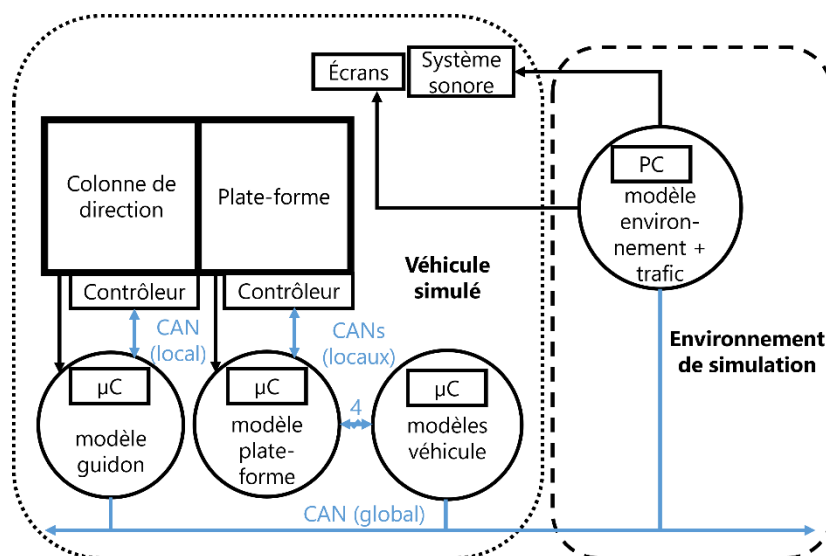 Écrans
Système
sonore
PC
modèle
environ-
nement +
trafic
Colonne de
direction
Plate-forme
Véhicule
simulé
Contrôleur
Contrôleur
CAN
(local)
CANs
(locaux)
Environnement
de simulation
µC
modèle
guidon
µC
modèle
plate-
forme
4
µC
modèles
véhicule
CAN (global)